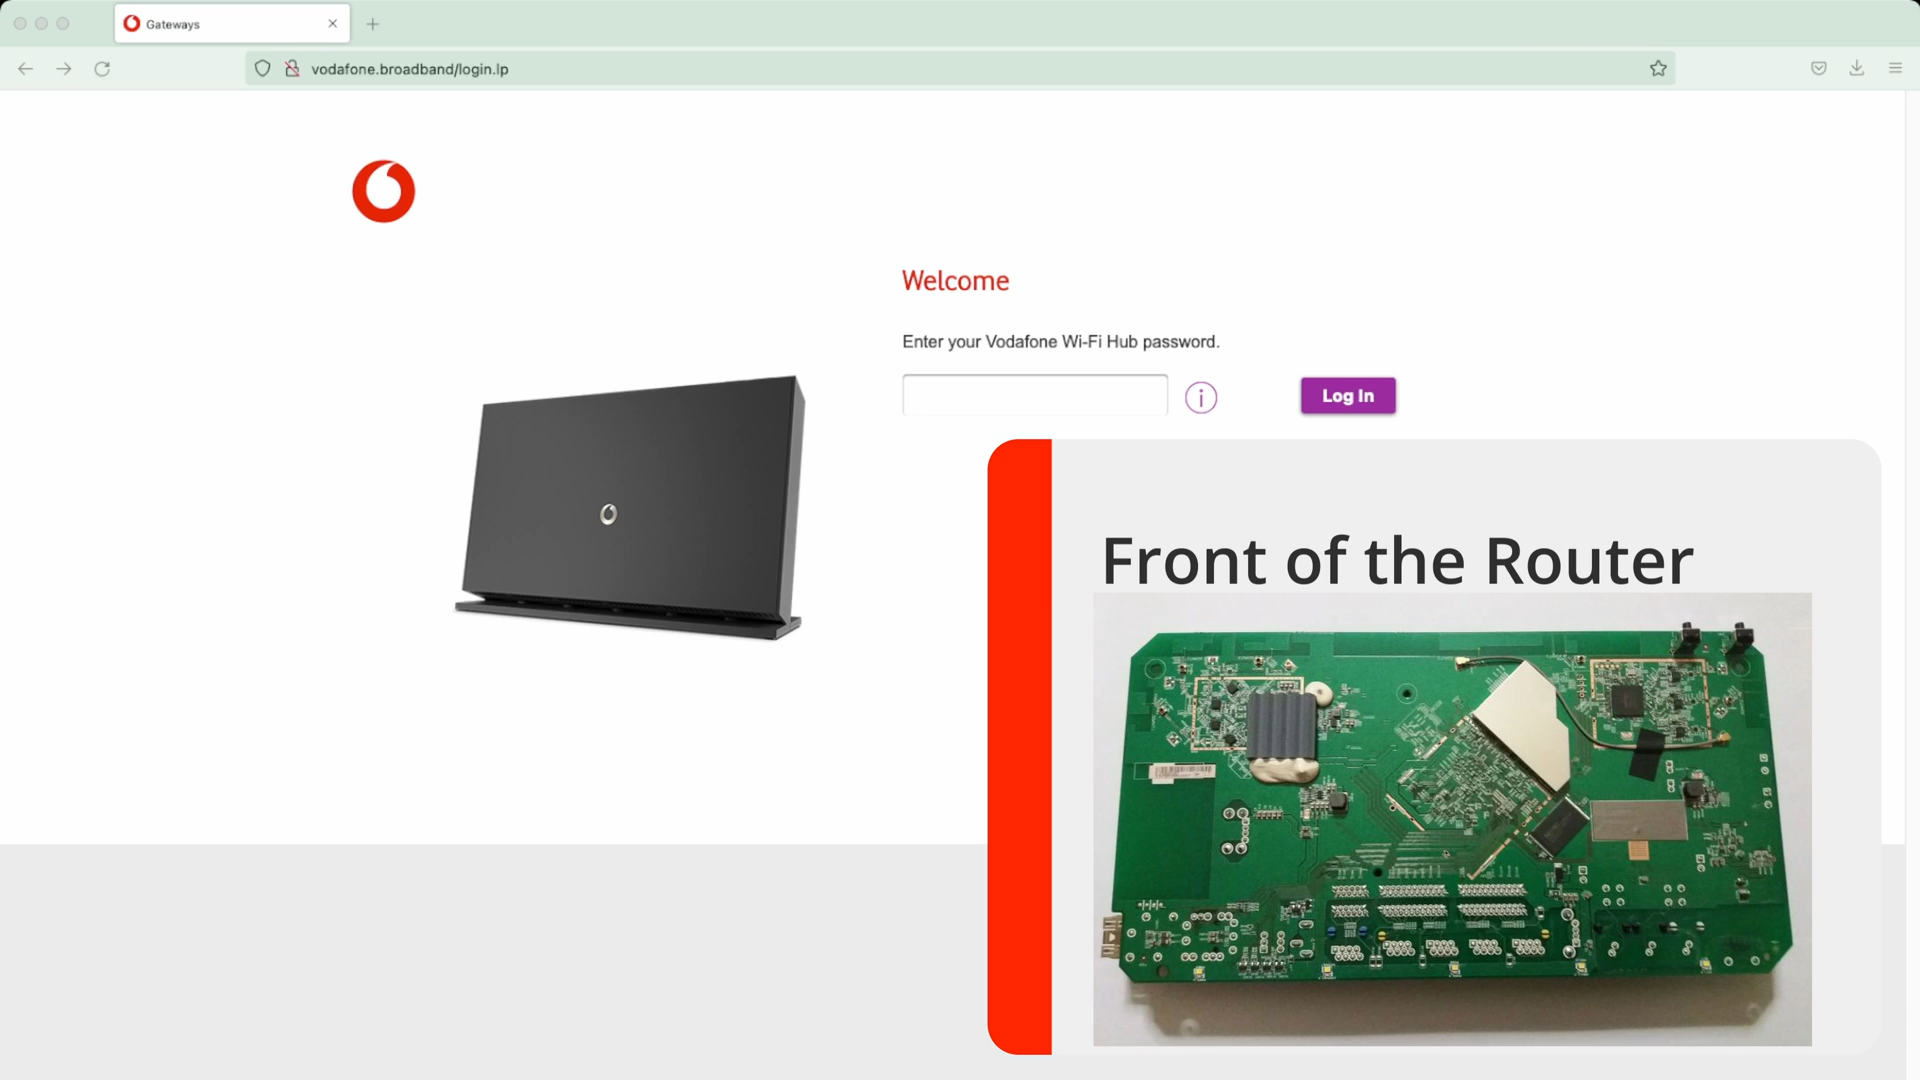 Gateways
vodafone.broadband/login.lp
Welcome
Enter your Vodafone Wi-Fi Hub password.
Log In
Front of the Router